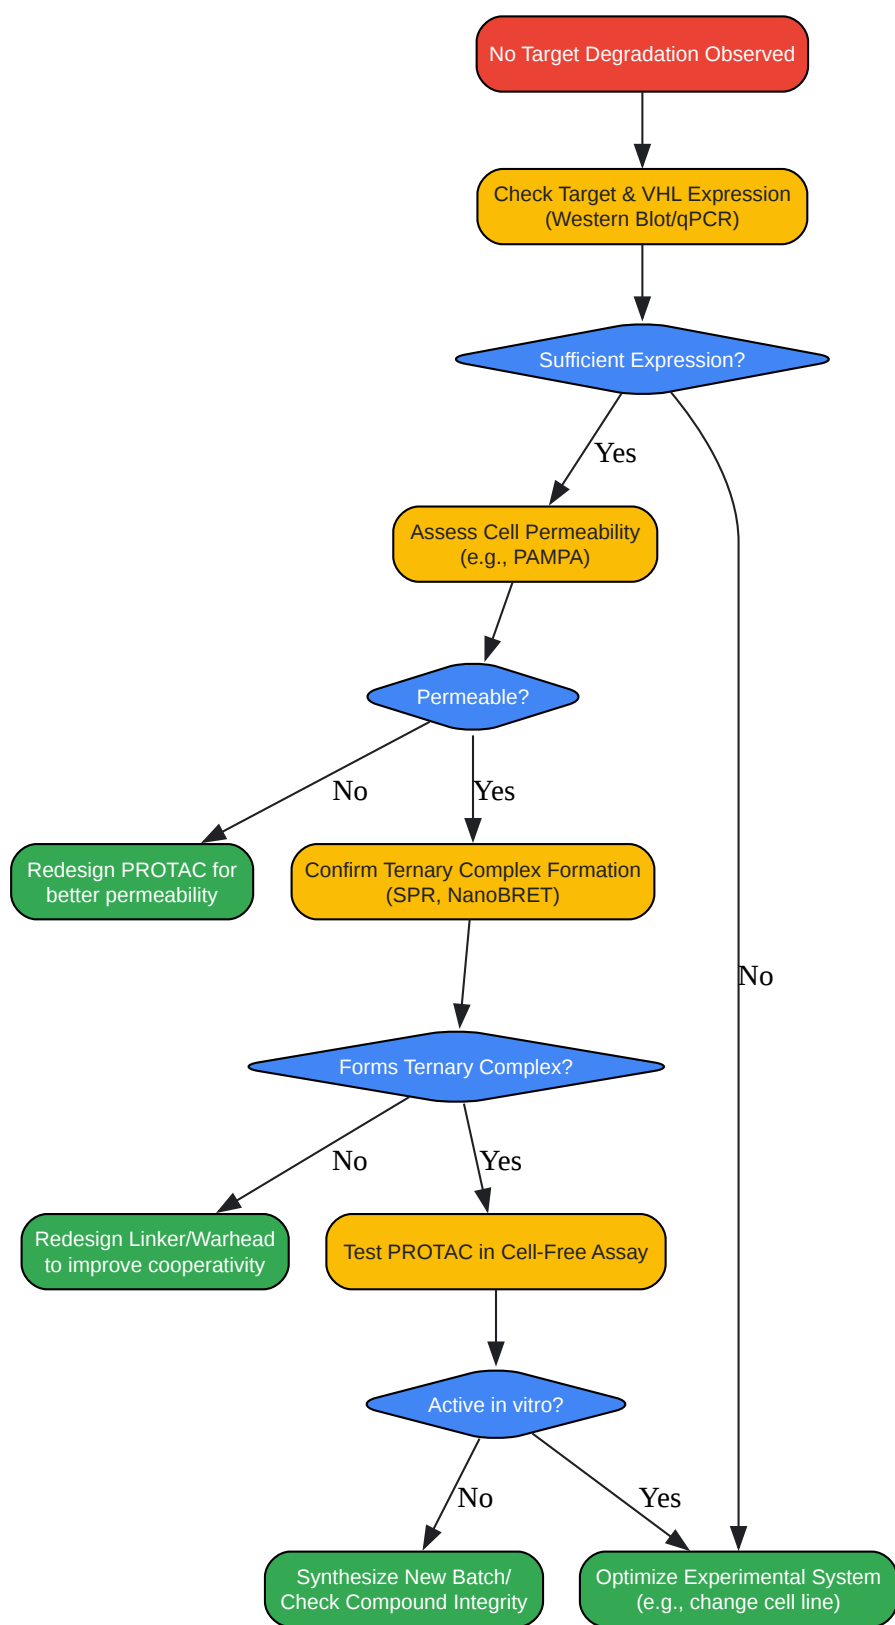 No Target Degradation Observed
Check Target & VHL Expression
(Western Blot/qPCR)
Sufficient Expression?
Yes
Assess Cell Permeability
(e.g., PAMPA)
Permeable?
No
Yes
Redesign PROTAC for
better permeability
Confirm Ternary Complex Formation
(SPR, NanoBRET)
No
Forms Ternary Complex?
No
Yes
Redesign Linker/Warhead
to improve cooperativity
Test PROTAC in Cell-Free Assay
Active in vitro?
No
Yes
Synthesize New Batch/
Check Compound Integrity
Optimize Experimental System
(e.g., change cell line)